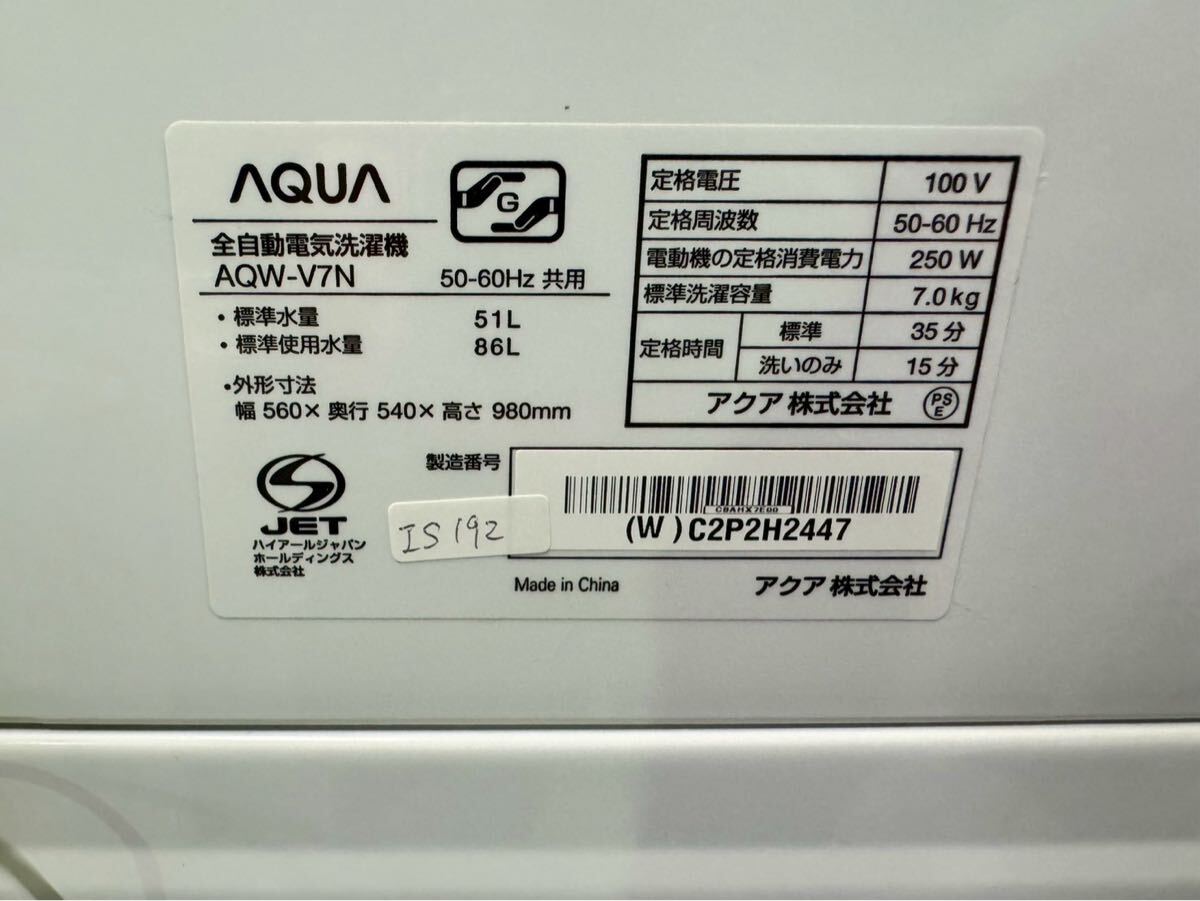 AQUA
G
全自動電気洗濯機
AQW-V7N 50-60Hz 共用
・標準水量 51L
・標準使用水量 86L
・外形寸法
幅 560× 奥行 540× 高さ 980mm
定格電圧 100 V
定格周波数 50-60 Hz
電動機の定格消費電力 250 W
標準洗濯容量 7.0kg
定格時間 標準 35 分
洗いのみ 15 分
アクア 株式会社 PSE
JET
ハイアールジャパン
ホールディングス
株式会社
IS192
製造番号
CBAHX7E00
(W)C2P2H2447
Made in China アクア 株式会社